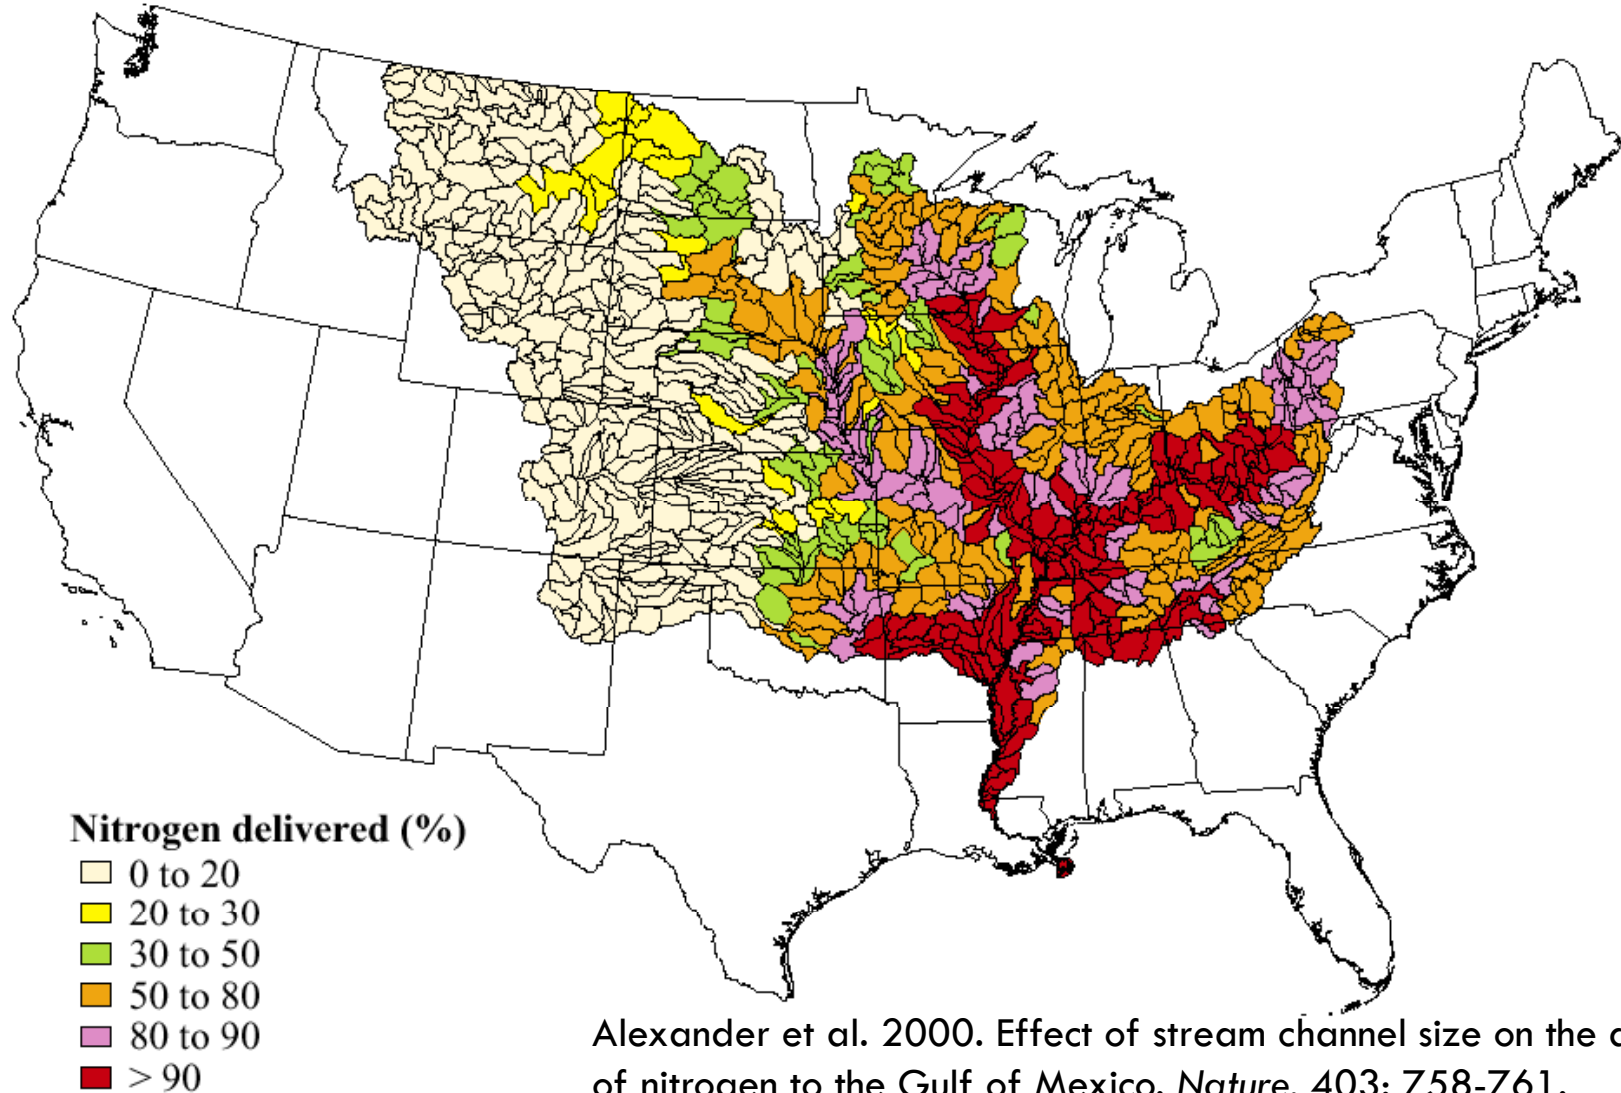 Nitrogen delivered (%)
0 to 20
20 to 30
30 to 50
50 to 80
80 to 90
> 90
Alexander et al. 2000. Effect of stream channel size on the
of nitrogen to the Gulf of Mexico. Nature, 403: 758-761.